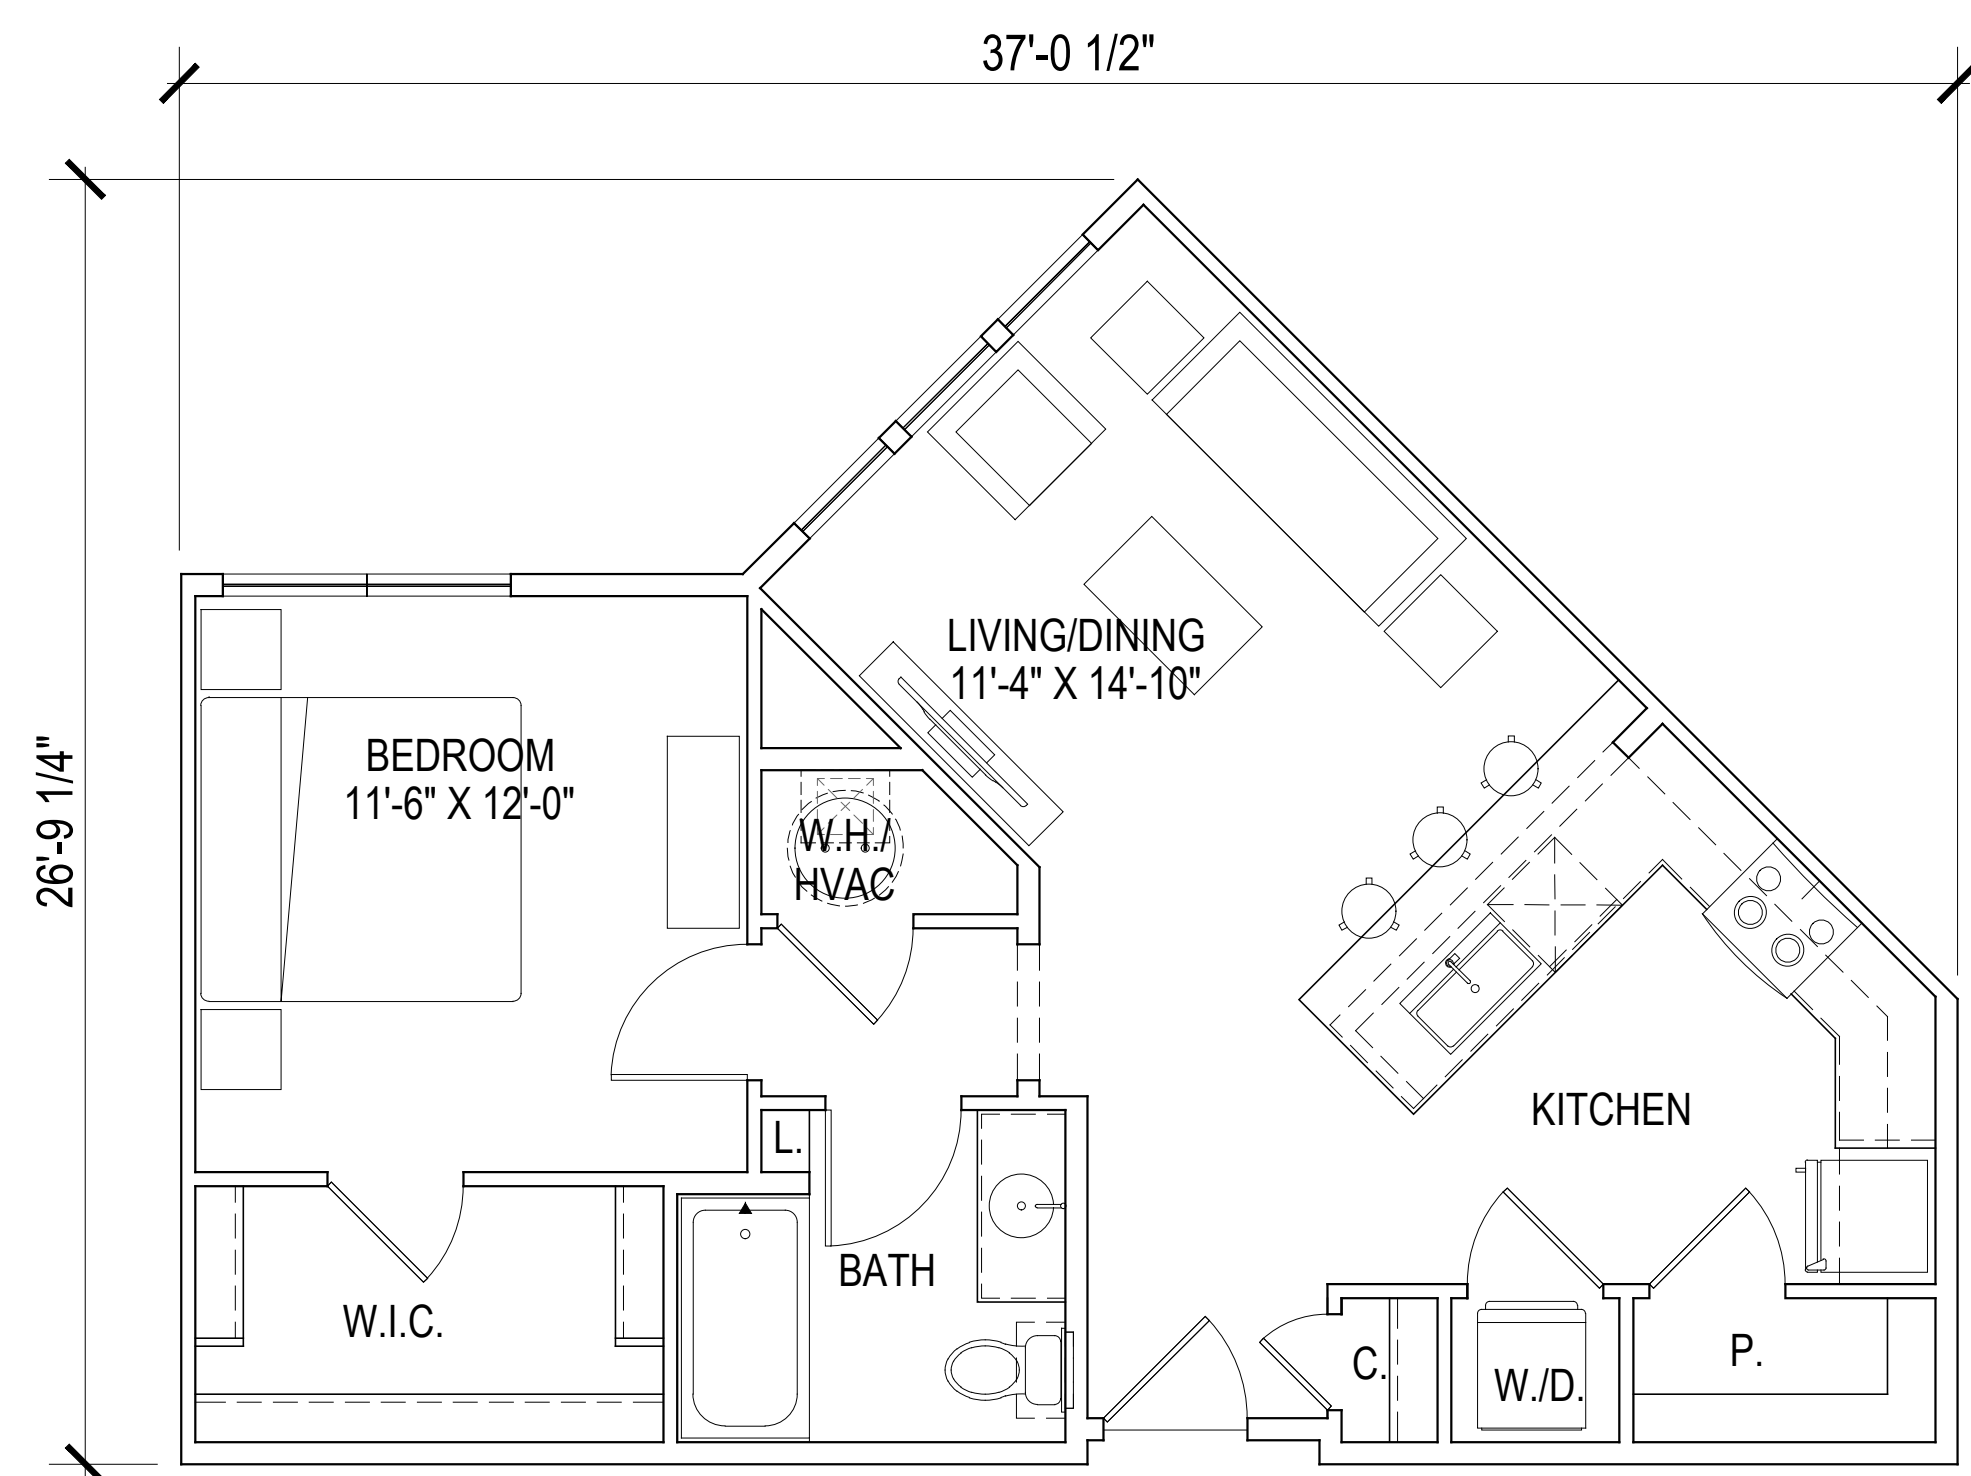 37'-0 1/2"
26'-9 1/4"
LIVING/DINING
11'-4" X 14'-10"
BEDROOM
11'-6" X 12'-0"
W.H./
HVAC
KITCHEN
L.
BATH
W.I.C.
C.
W./D.
P.